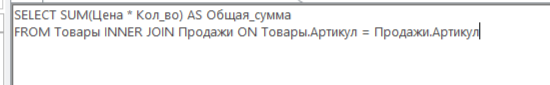 SELECT SUM(Цена * Кол_во) AS Общая_сумма
FROM Товары INNER JOIN Продажи ON Товары.Артикул = Продажи.Артикул